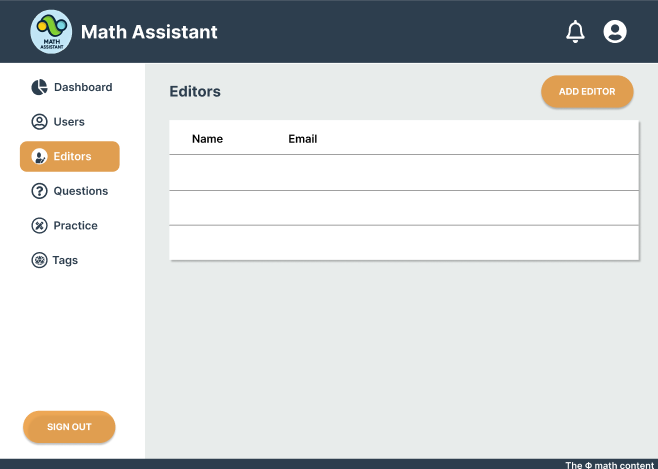 MATH
ASSISTANT
Math Assistant
Dashboard
Users
Editors
Questions
Practice
Tags
SIGN OUT
Editors
ADD EDITOR
Name Email
The Φ math content